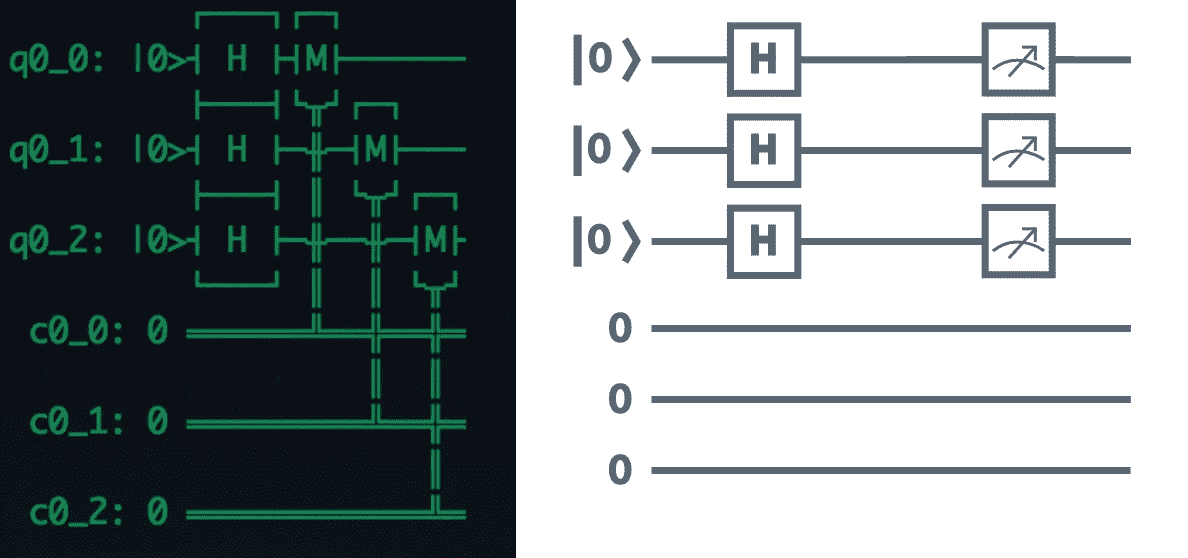 q0_0: |0> H M
q0_1: |0> H M
q0_2: |0> H M
c0_0: 0
c0_1: 0
c0_2: 0
|0⟩ H
|0⟩ H
|0⟩ H
0
0
0